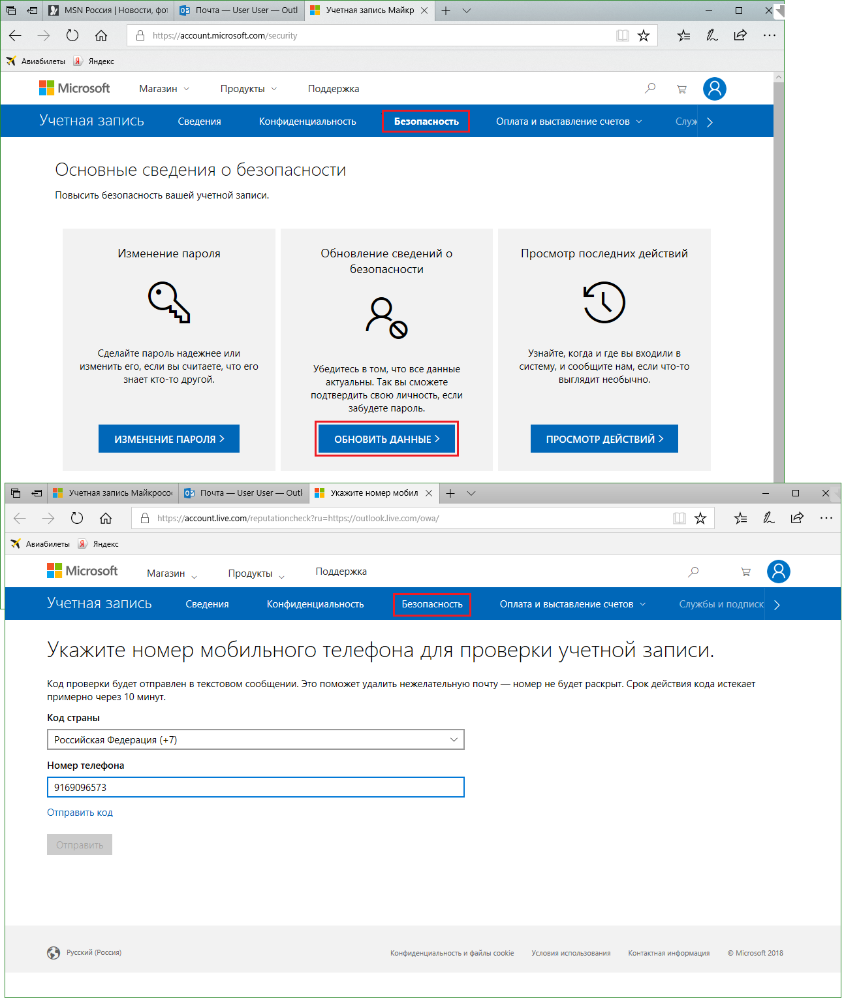 MSN Россия | Новости, фот
Почта — User User — Outl
Учетная запись Майкр
https://account.microsoft.com/security
Авиабилеты
Яндекс
Microsoft
Магазин
Продукты
Поддержка
Учетная запись
Сведения
Конфиденциальность
Безопасность
Оплата и выставление счетов
Служ
Основные сведения о безопасности
Повысить безопасность вашей учетной записи.
Изменение пароля
Сделайте пароль надежнее или
изменить его, если вы считаете, что его
знает кто-то другой.
ИЗМЕНЕНИЕ ПАРОЛЯ
Обновление сведений о
безопасности
Убедитесь в том, что все данные
актуальны. Так вы сможете
подтвердить свою личность, если
забудете пароль.
ОБНОВИТЬ ДАННЫЕ
Просмотр последних действий
Узнайте, когда и где вы входили в
систему, и сообщите нам, если что-то
выглядит необычно.
ПРОСМОТР ДЕЙСТВИЙ
Учетная запись Майкросос
Почта — User User — Outl
Укажите номер мобил
https://account.live.com/reputationcheck?ru=https://outlook.live.com/owa/
Авиабилеты
Яндекс
Microsoft
Магазин
Продукты
Поддержка
Учетная запись
Сведения
Конфиденциальность
Безопасность
Оплата и выставление счетов
Службы и подписк
Укажите номер мобильного телефона для проверки учетной записи.
Код проверки будет отправлен в текстовом сообщении. Это поможет удалить нежелательную почту — номер не будет раскрыт. Срок действия кода истекает
примерно через 10 минут.
Код страны
Российская Федерация (+7)
Номер телефона
9169096573
Отправить код
Отправить
Русский (Россия)
Конфиденциальность и файлы cookie
Условия использования
Контактная информация
© Microsoft 2018